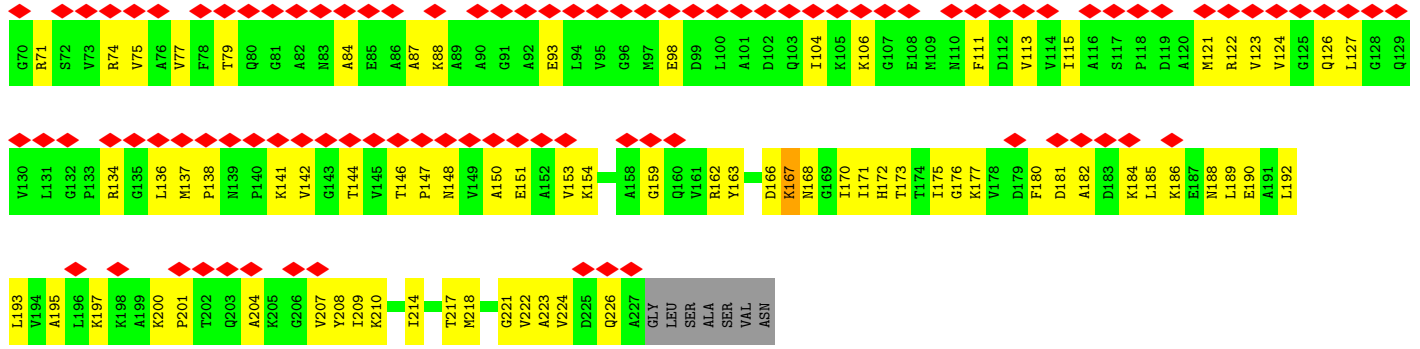 G70 R71 S72 V73 R74 V75 A76 V77 F78 T79 Q80 G81 A82 N83 A84 E85 A86 A87 K88 A89 A90 G91 A92 E93 L94 V95 G96 M97 E98 D99 L100 A101 D102 Q103 I104 K105 K106 G107 E108 M109 N110 F111 D112 V113 V114 I115 A116 S117 P118 D119 A120 M121 R122 V123 V124 G125 Q126 L127 G128 Q129
V130 L131 G132 P133 R134 G135 L136 M137 P138 N139 P140 K141 V142 G143 T144 V145 T146 P147 N148 V149 A150 E151 A152 V153 K154 A158 G159 Q160 V161 R162 Y163 D166 K167 N168 G169 I170 I171 H172 T173 T174 I175 G176 K177 V178 D179 F180 D181 A182 D183 K184 L185 K186 E187 N188 L189 E190 A191 L192
L193 V194 A195 L196 K197 K198 A199 K200 P201 T202 Q203 A204 K205 G206 V207 Y208 I209 K210 I214 T217 M218 G221 V222 A223 V224 D225 Q226 A227 GLY LEU SER ALA SER VAL ASN